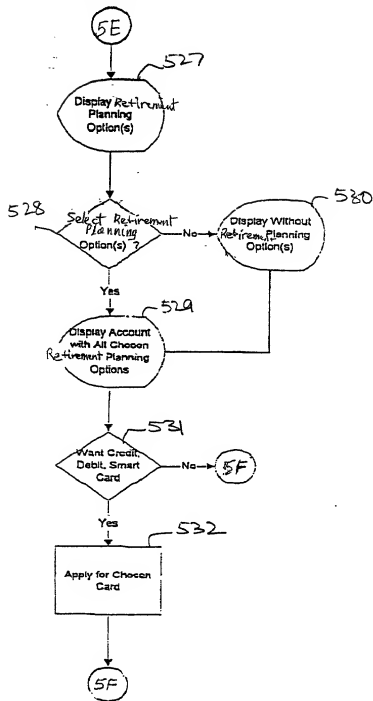 5E
527
Display Retirement
Planning
Option(s)
528
Select Retirement
Planning
Option(s) ?
No
530
Display Without
Retirement Planning
Option(s)
Yes
529
Display Account
with All Chosen
Retirement Planning
Options
531
Want Credit,
Debit, Smart
Card
No
5F
Yes
532
Apply for Chosen
Card
5F